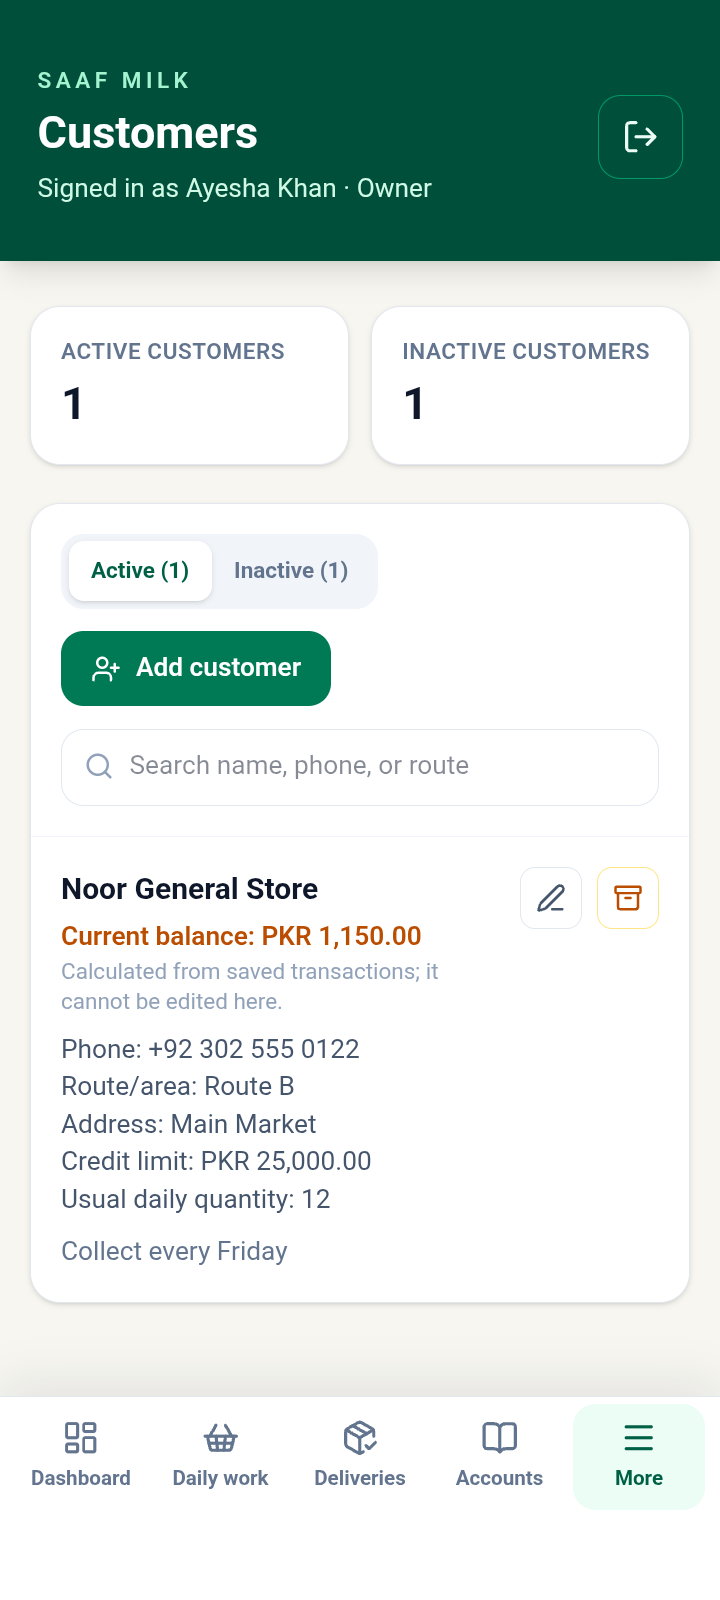 SAAF MILK
Customers
Signed in as Ayesha Khan · Owner
ACTIVE CUSTOMERS
1
INACTIVE CUSTOMERS
1
Active (1)
Inactive (1)
Add customer
Search name, phone, or route
Noor General Store
Current balance: PKR 1,150.00
Calculated from saved transactions; it
cannot be edited here.
Phone: +92 302 555 0122
Route/area: Route B
Address: Main Market
Credit limit: PKR 25,000.00
Usual daily quantity: 12
Collect every Friday
Dashboard
Daily work
Deliveries
Accounts
More